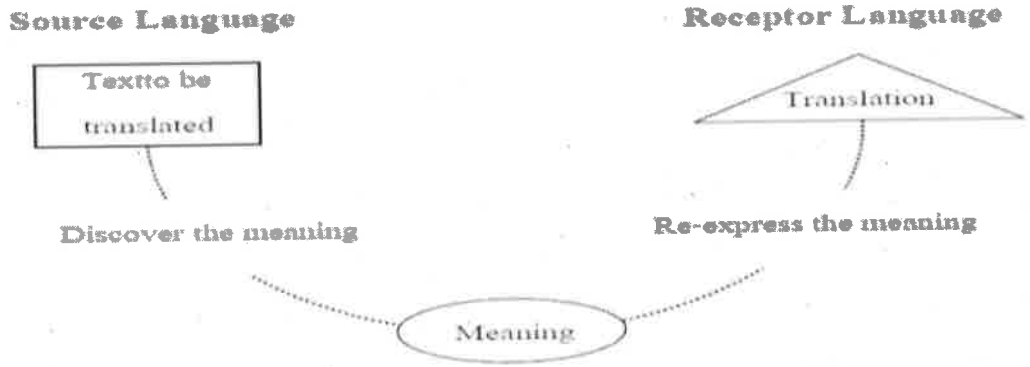 Source Language
Receptor Language
Textto be
translated
Translation
Discover the meaning
Re-express the meaning
Meaning